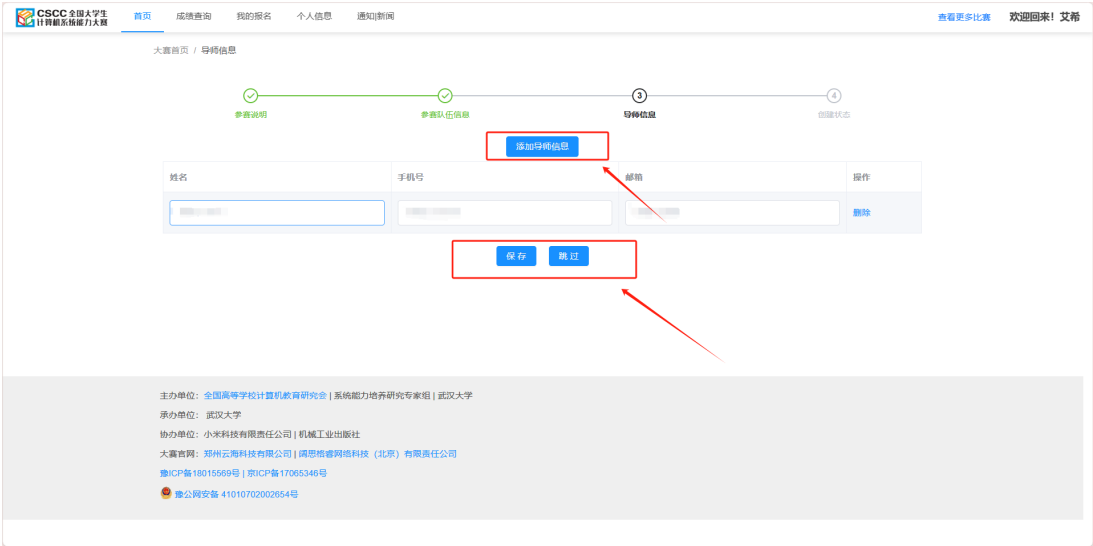 CSCC 全国大学生
计算机系统能力大赛
首页 成绩查询 我的报名 个人信息 通知|新闻 查看更多比赛 欢迎回来！艾希
大赛首页 / 导师信息
3 4
参赛说明 参赛队伍信息 导师信息 创建状态
添加导师信息
姓名 手机号 邮箱 操作
删除
保存 跳过
主办单位： 全国高等学校计算机教育研究会 | 系统能力培养研究专家组 | 武汉大学
承办单位： 武汉大学
协办单位： 小米科技有限责任公司 | 机械工业出版社
大赛官网： 郑州云海科技有限公司 | 阔思格睿网络科技（北京）有限责任公司
豫ICP备18015569号 | 京ICP备17065346号
豫公网安备 41010702002654号